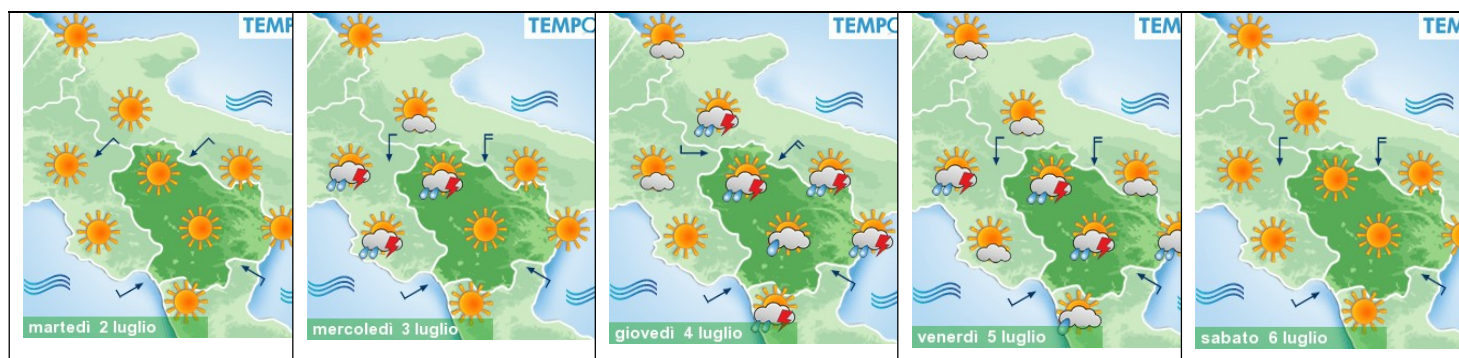 TEMP
martedì 2 luglio
TEMPO
mercoledì 3 luglio
TEMPO
giovedì 4 luglio
TEMPO
venerdì 5 luglio
TEM
sabato 6 luglio